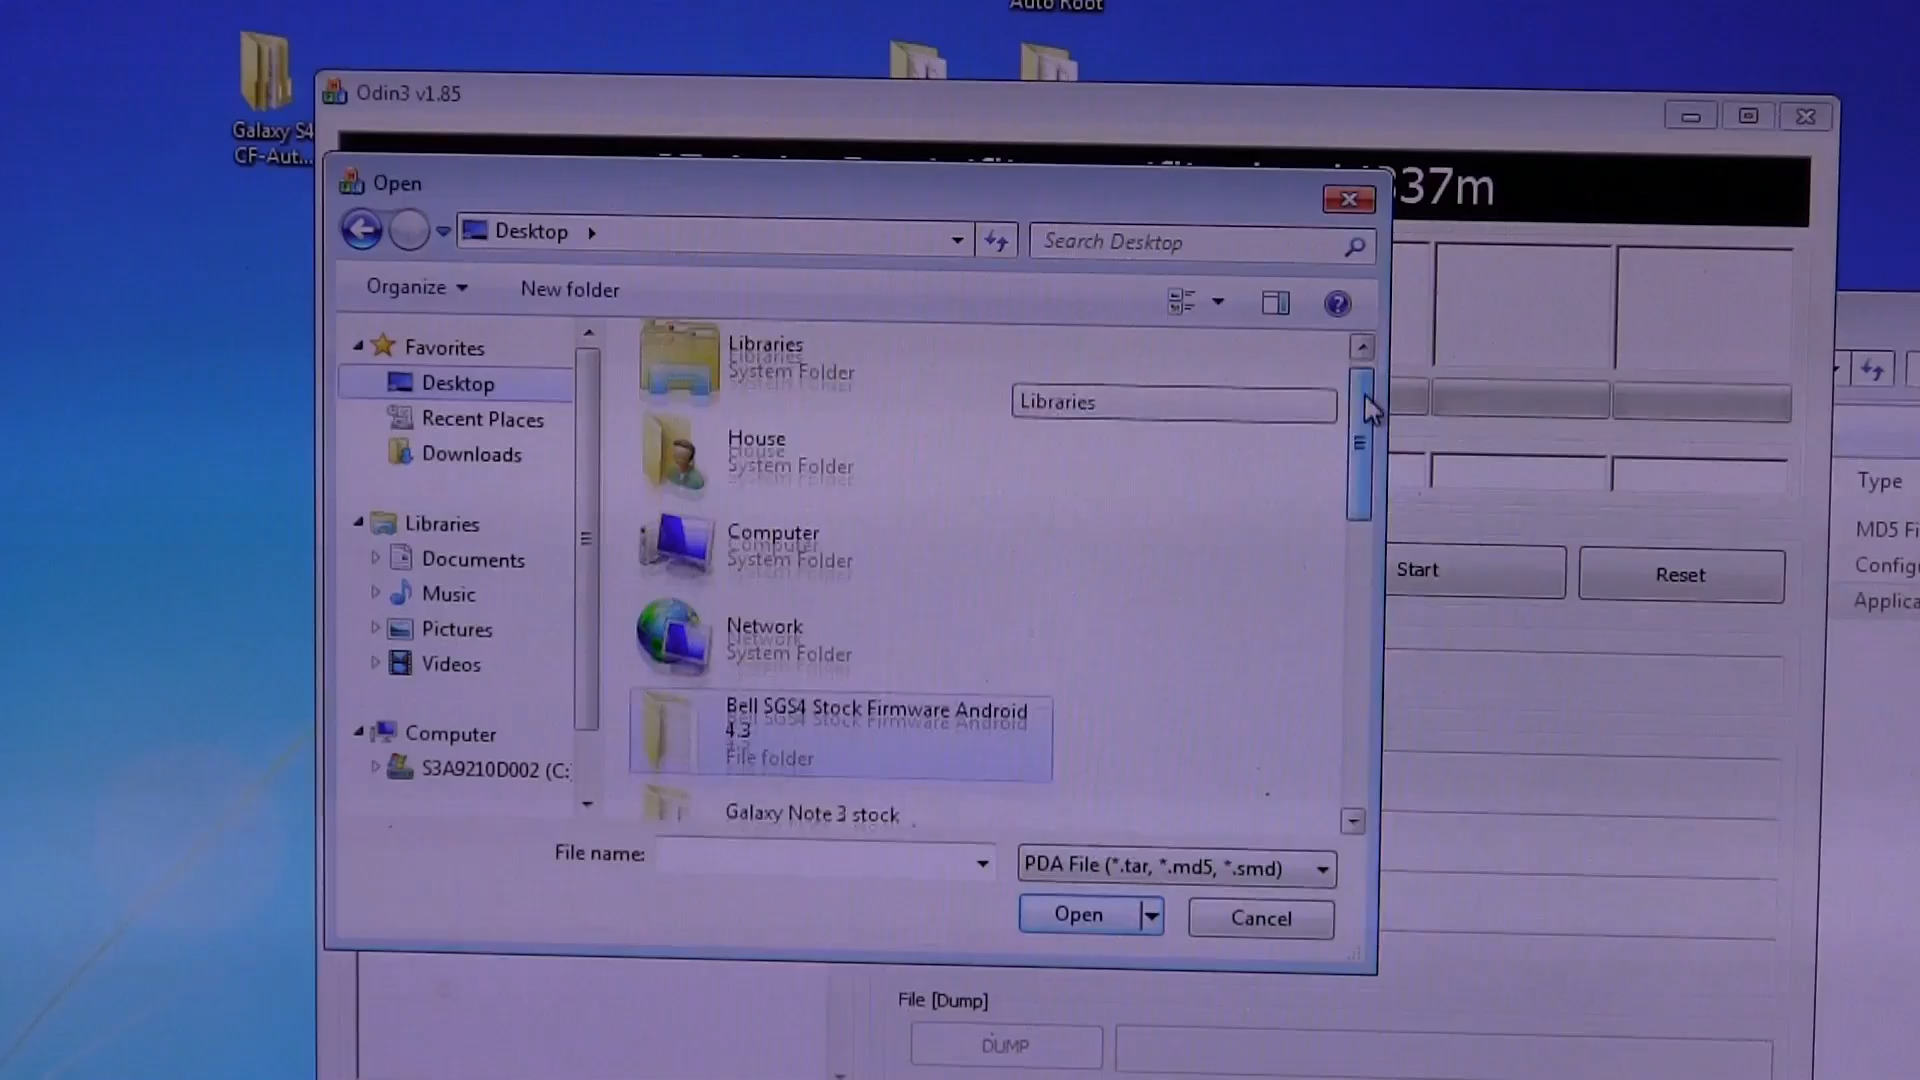 Auto Root
Galaxy S4
CF-Aut...
Odin3 v1.85
37m
Open
Desktop
Search Desktop
Organize
New folder
Favorites
Desktop
Recent Places
Downloads
Libraries
Documents
Music
Pictures
Videos
Computer
S3A9210D002 (C:
Libraries
System Folder
Libraries
House
System Folder
Computer
System Folder
Network
System Folder
Bell SGS4 Stock Firmware Android
4.3
File folder
Galaxy Note 3 stock
File name:
PDA File (*.tar, *.md5, *.smd)
Open
Cancel
Start
Reset
Type
MD5 Fi
Config
Applica
File [Dump]
DUMP